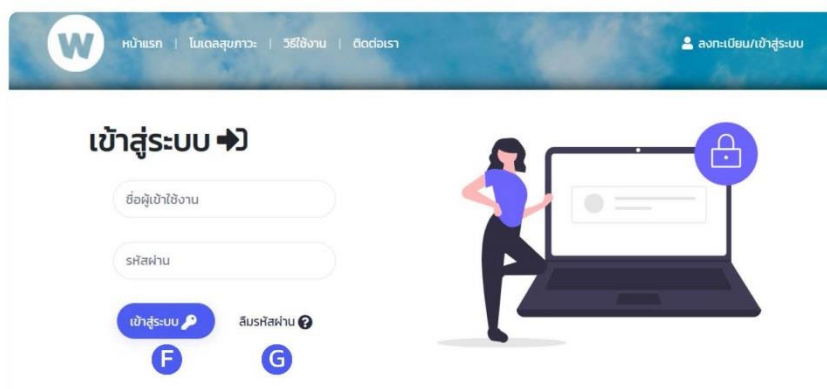 W หน้าแรก | โมเดลสุขภาวะ | วิธีใช้งาน | ติดต่อเรา ลงทะเบียน/เข้าสู่ระบบ
เข้าสู่ระบบ
ชื่อผู้เข้าใช้งาน
รหัสผ่าน
เข้าสู่ระบบ ลืมรหัสผ่าน ?
F G